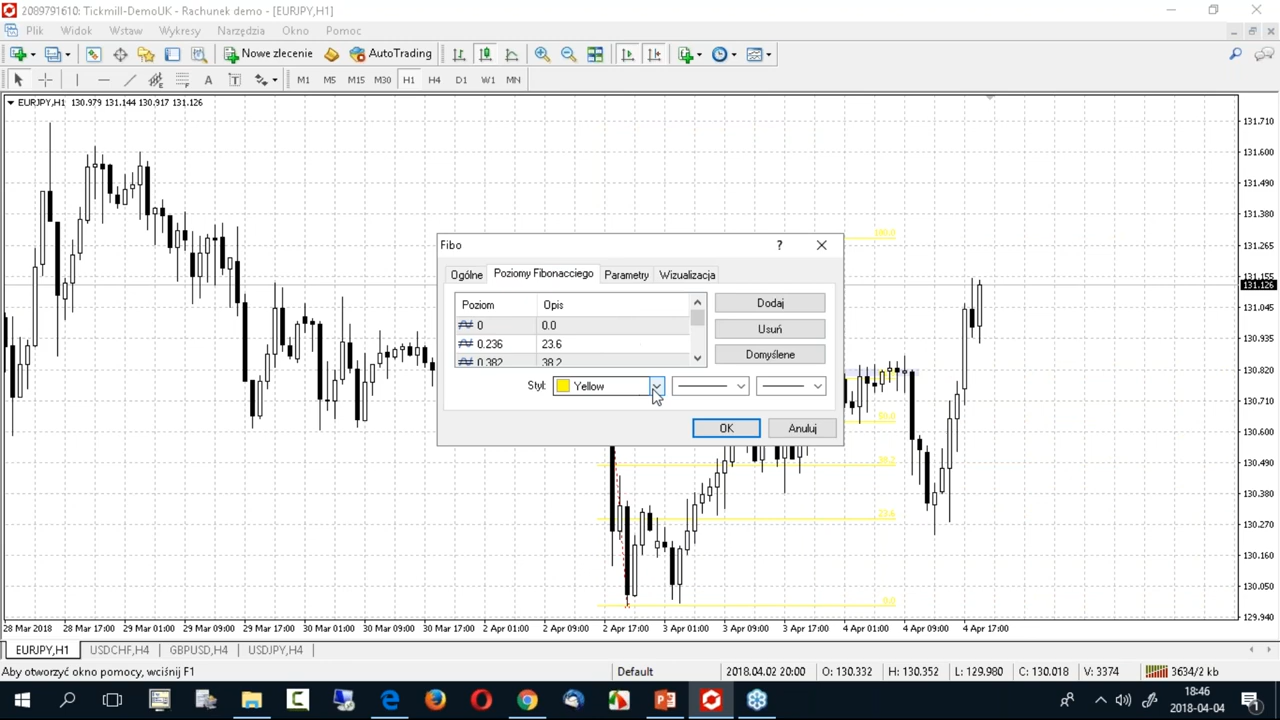 2089791610: Tickmill-DemoUK - Rachunek demo - [EURJPY,H1]
Plik Widok Wstaw Wykresy Narzędzia Okno Pomoc
Nowe zlecenie AutoTrading
A T M1 M5 M15 M30 H1 H4 D1 W1 MN
EURJPY,H1 130.979 131.144 130.917 131.126
131.710
131.600
131.490
131.380
131.265
131.155
131.126
131.045
130.935
130.820
130.710
130.600
130.490
130.380
130.270
130.160
130.050
129.940
100.0
38.2
23.6
0.0
Fibo
?
Ogólne Poziomy Fibonacciego Parametry Wizualizacja
Poziom Opis
0 0.0
0.236 23.6
0.382 38.2
Dodaj
Usuń
Domyślene
Styl: Yellow
OK Anuluj
28 Mar 2018 28 Mar 17:00 29 Mar 01:00 29 Mar 09:00 29 Mar 17:00 30 Mar 01:00 30 Mar 09:00 30 Mar 17:00 2 Apr 01:00 2 Apr 09:00 2 Apr 17:00 3 Apr 01:00 3 Apr 09:00 3 Apr 17:00 4 Apr 01:00 4 Apr 09:00 4 Apr 17:00
EURJPY,H1 USDCHF,H4 GBPUSD,H4 USDJPY,H4
Aby otworzyć okno pomocy, wciśnij F1 Default 2018.04.02 20:00 O: 130.332 H: 130.352 L: 129.980 C: 130.018 V: 3374 3634/2 kb
18:46
2018-04-04
1